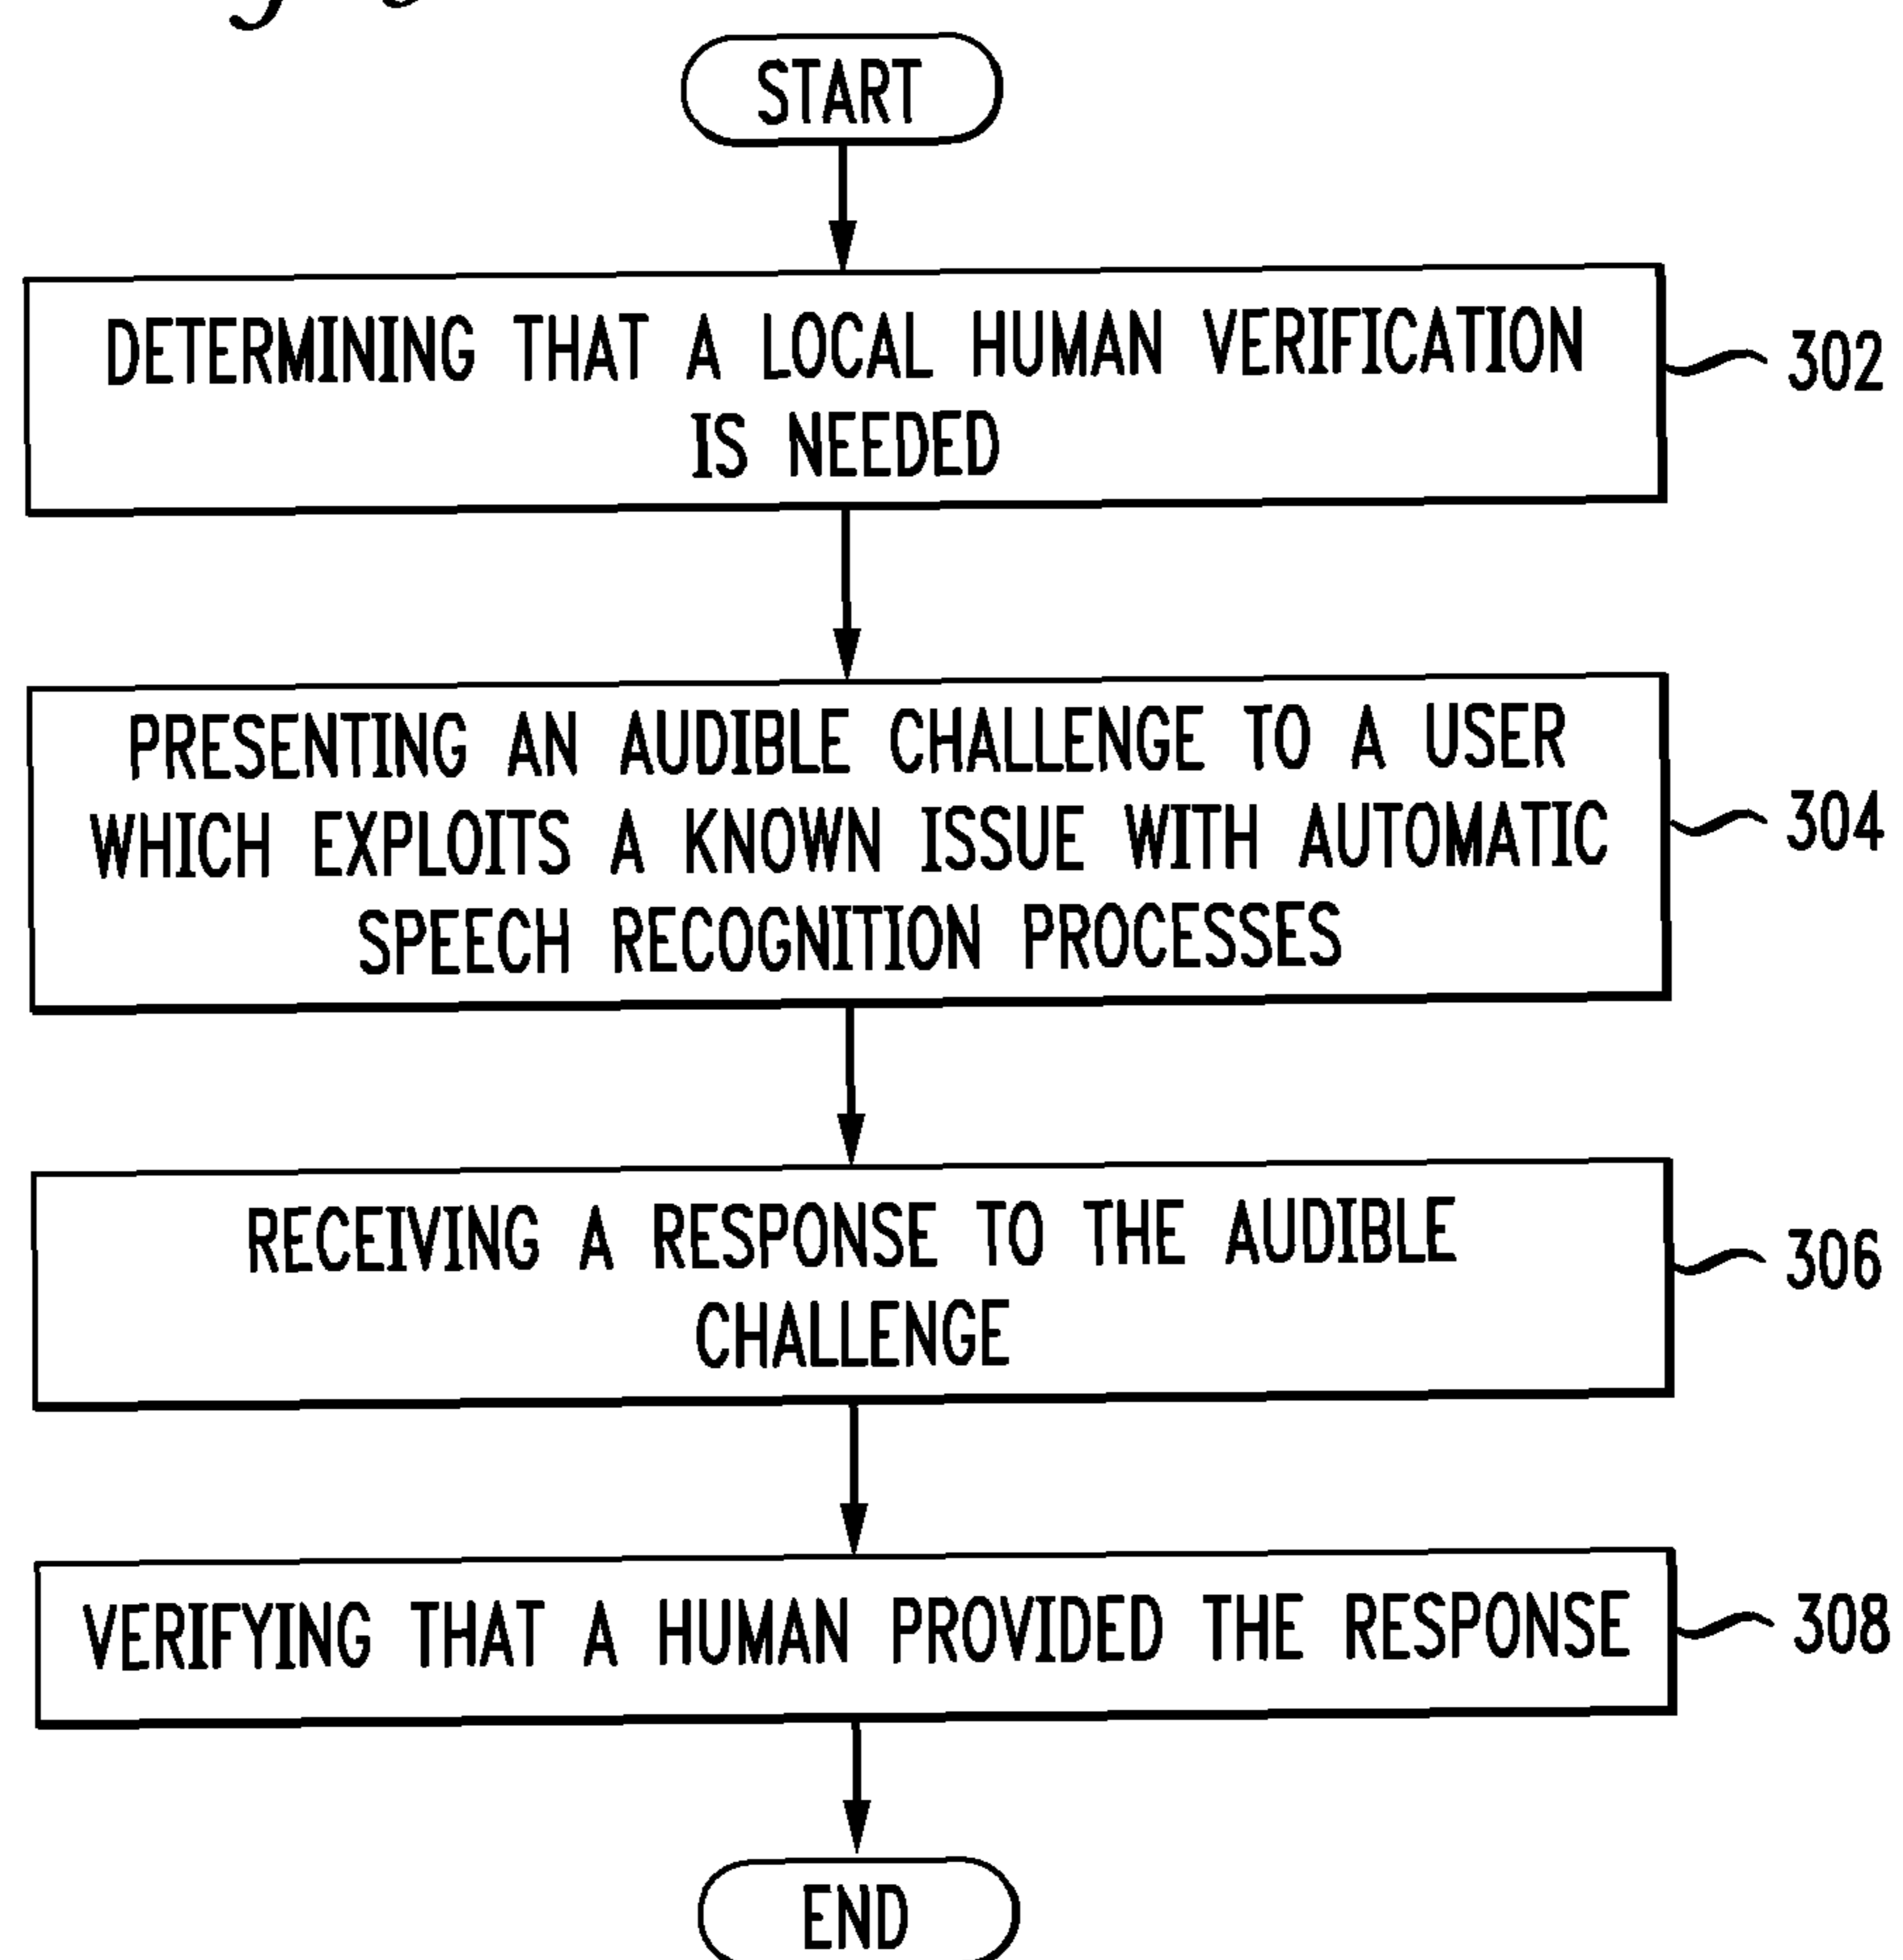 START
DETERMINING THAT A LOCAL HUMAN VERIFICATION
IS NEEDED
302
PRESENTING AN AUDIBLE CHALLENGE TO A USER
WHICH EXPLOITS A KNOWN ISSUE WITH AUTOMATIC
SPEECH RECOGNITION PROCESSES
304
RECEIVING A RESPONSE TO THE AUDIBLE
CHALLENGE
306
VERIFYING THAT A HUMAN PROVIDED THE RESPONSE
308
END